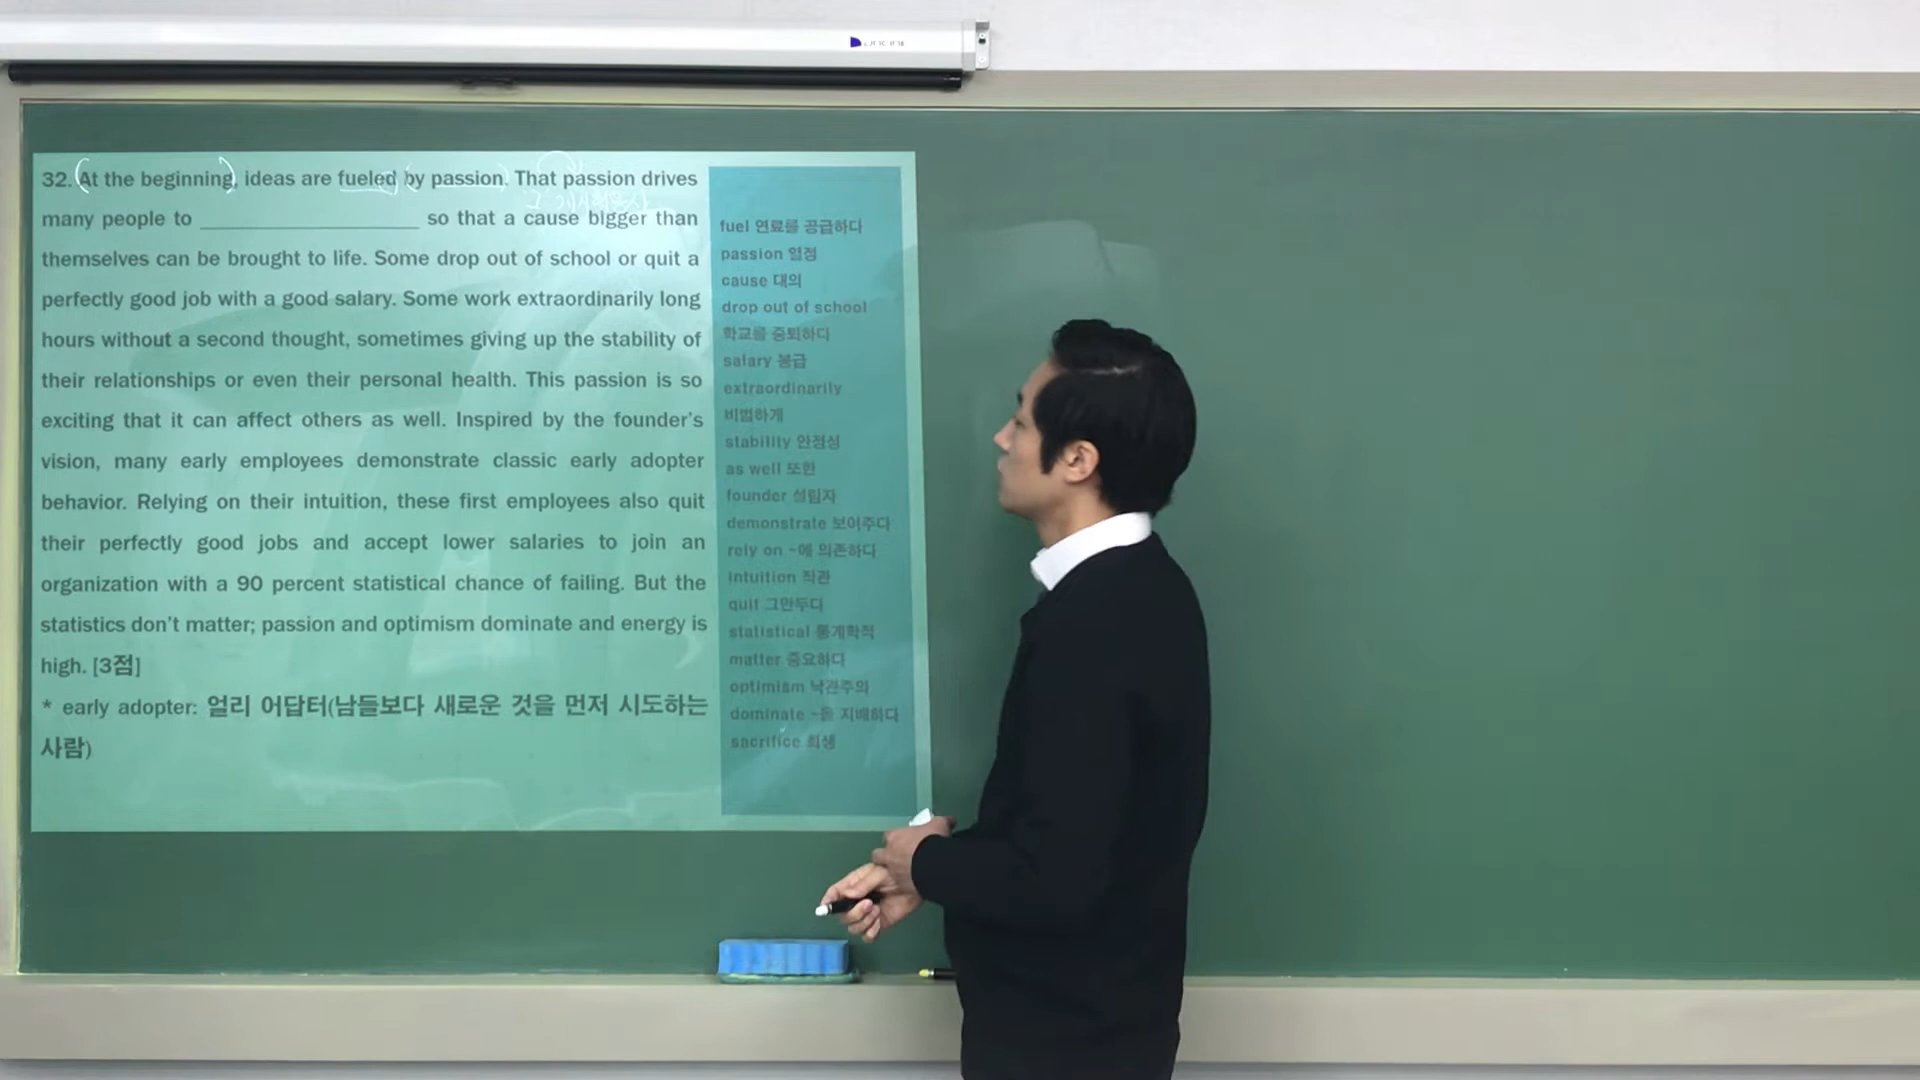 32. At the beginning, ideas are fueled by passion. That passion drives
many people to ____________________ so that a cause bigger than
themselves can be brought to life. Some drop out of school or quit a
perfectly good job with a good salary. Some work extraordinarily long
hours without a second thought, sometimes giving up the stability of
their relationships or even their personal health. This passion is so
exciting that it can affect others as well. Inspired by the founder's
vision, many early employees demonstrate classic early adopter
behavior. Relying on their intuition, these first employees also quit
their perfectly good jobs and accept lower salaries to join an
organization with a 90 percent statistical chance of failing. But the
statistics don't matter; passion and optimism dominate and energy is
high. [3점]
* early adopter: 얼리 어답터(남들보다 새로운 것을 먼저 시도하는
사람)
fuel 연료를 공급하다
passion 열정
cause 대의
drop out of school
학교를 중퇴하다
salary 봉급
extraordinarily
비범하게
stability 안정성
as well 또한
founder 설립자
demonstrate 보여주다
rely on ~에 의존하다
intuition 직관
quit 그만두다
statistical 통계학적
matter 중요하다
optimism 낙관주의
dominate ~을 지배하다
sacrifice 희생